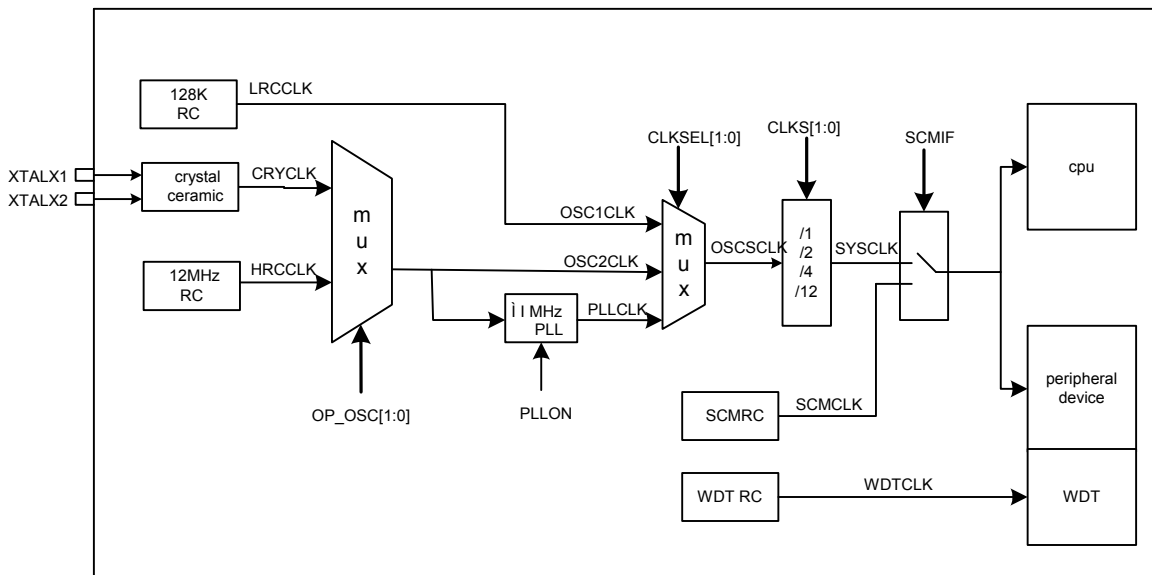 128K
RC
LRCCLK
XTALX1
XTALX2
crystal
ceramic
CRYCLK
12MHz
RC
HRCCLK
mux
OP_OSC[1:0]
OSC1CLK
OSC2CLK
MHz
PLL
PLLCLK
PLLON
CLKSEL[1:0]
mux
OSCSCLK
CLKS[1:0]
/1
/2
/4
/12
SYSCLK
SCMIF
SCMRC
SCMCLK
WDT RC
WDTCLK
cpu
peripheral
device
WDT